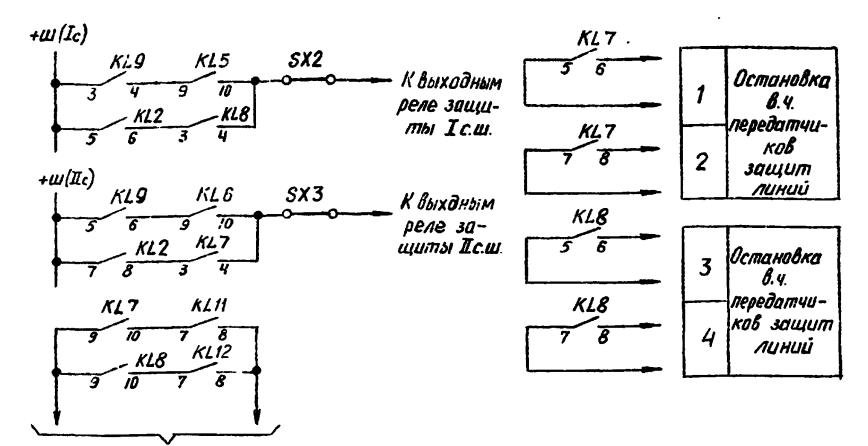 +Ш(Iс)
KL9 KL5 SX2
3 4 9 10
KL2 KL8
5 6 3 4
К выходным
реле защи-
ты I с.ш.
+Ш(IIс)
KL9 KL6 SX3
5 6 9 10
KL2 KL7
7 8 3 4
К выхдным
реле за-
щиты II с.ш.
KL7 KL11
9 10 7 8
KL8 KL12
9 10 7 8
KL7
5 6
KL7
7 8
KL8
5 6
KL8
7 8
1
2
Остановка
в.ч.
передатчи-
ков
защит
линий
3
4
Остановка
в.ч.
передатчи-
ков защит
линий